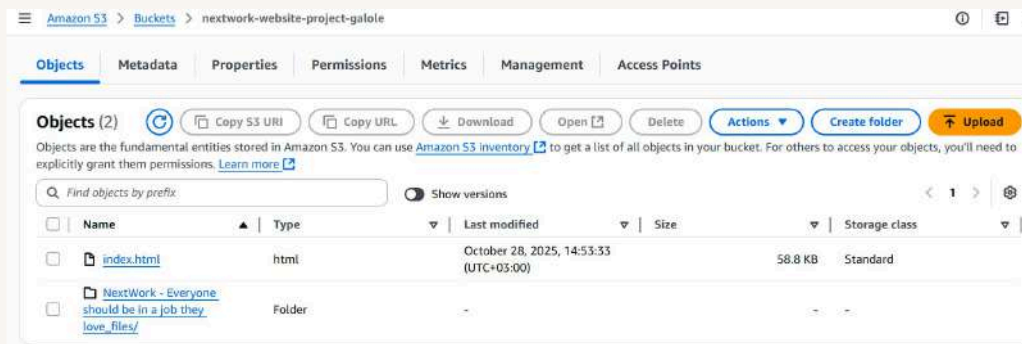 Amazon S3 > Buckets > nextwork-website-project-galole
Objects Metadata Properties Permissions Metrics Management Access Points
Objects (2) Copy S3 URI Copy URL Download Open Delete Actions Create folder Upload
Objects are the fundamental entities stored in Amazon S3. You can use Amazon S3 inventory to get a list of all objects in your bucket. For others to access your objects, you'll need to
explicitly grant them permissions. Learn more
Find objects by prefix Show versions < 1 >
Name Type Last modified Size Storage class
index.html html October 28, 2025, 14:53:33
(UTC+03:00) 58.8 KB Standard
NextWork - Everyone
should be in a job they Folder - - -
love_files/